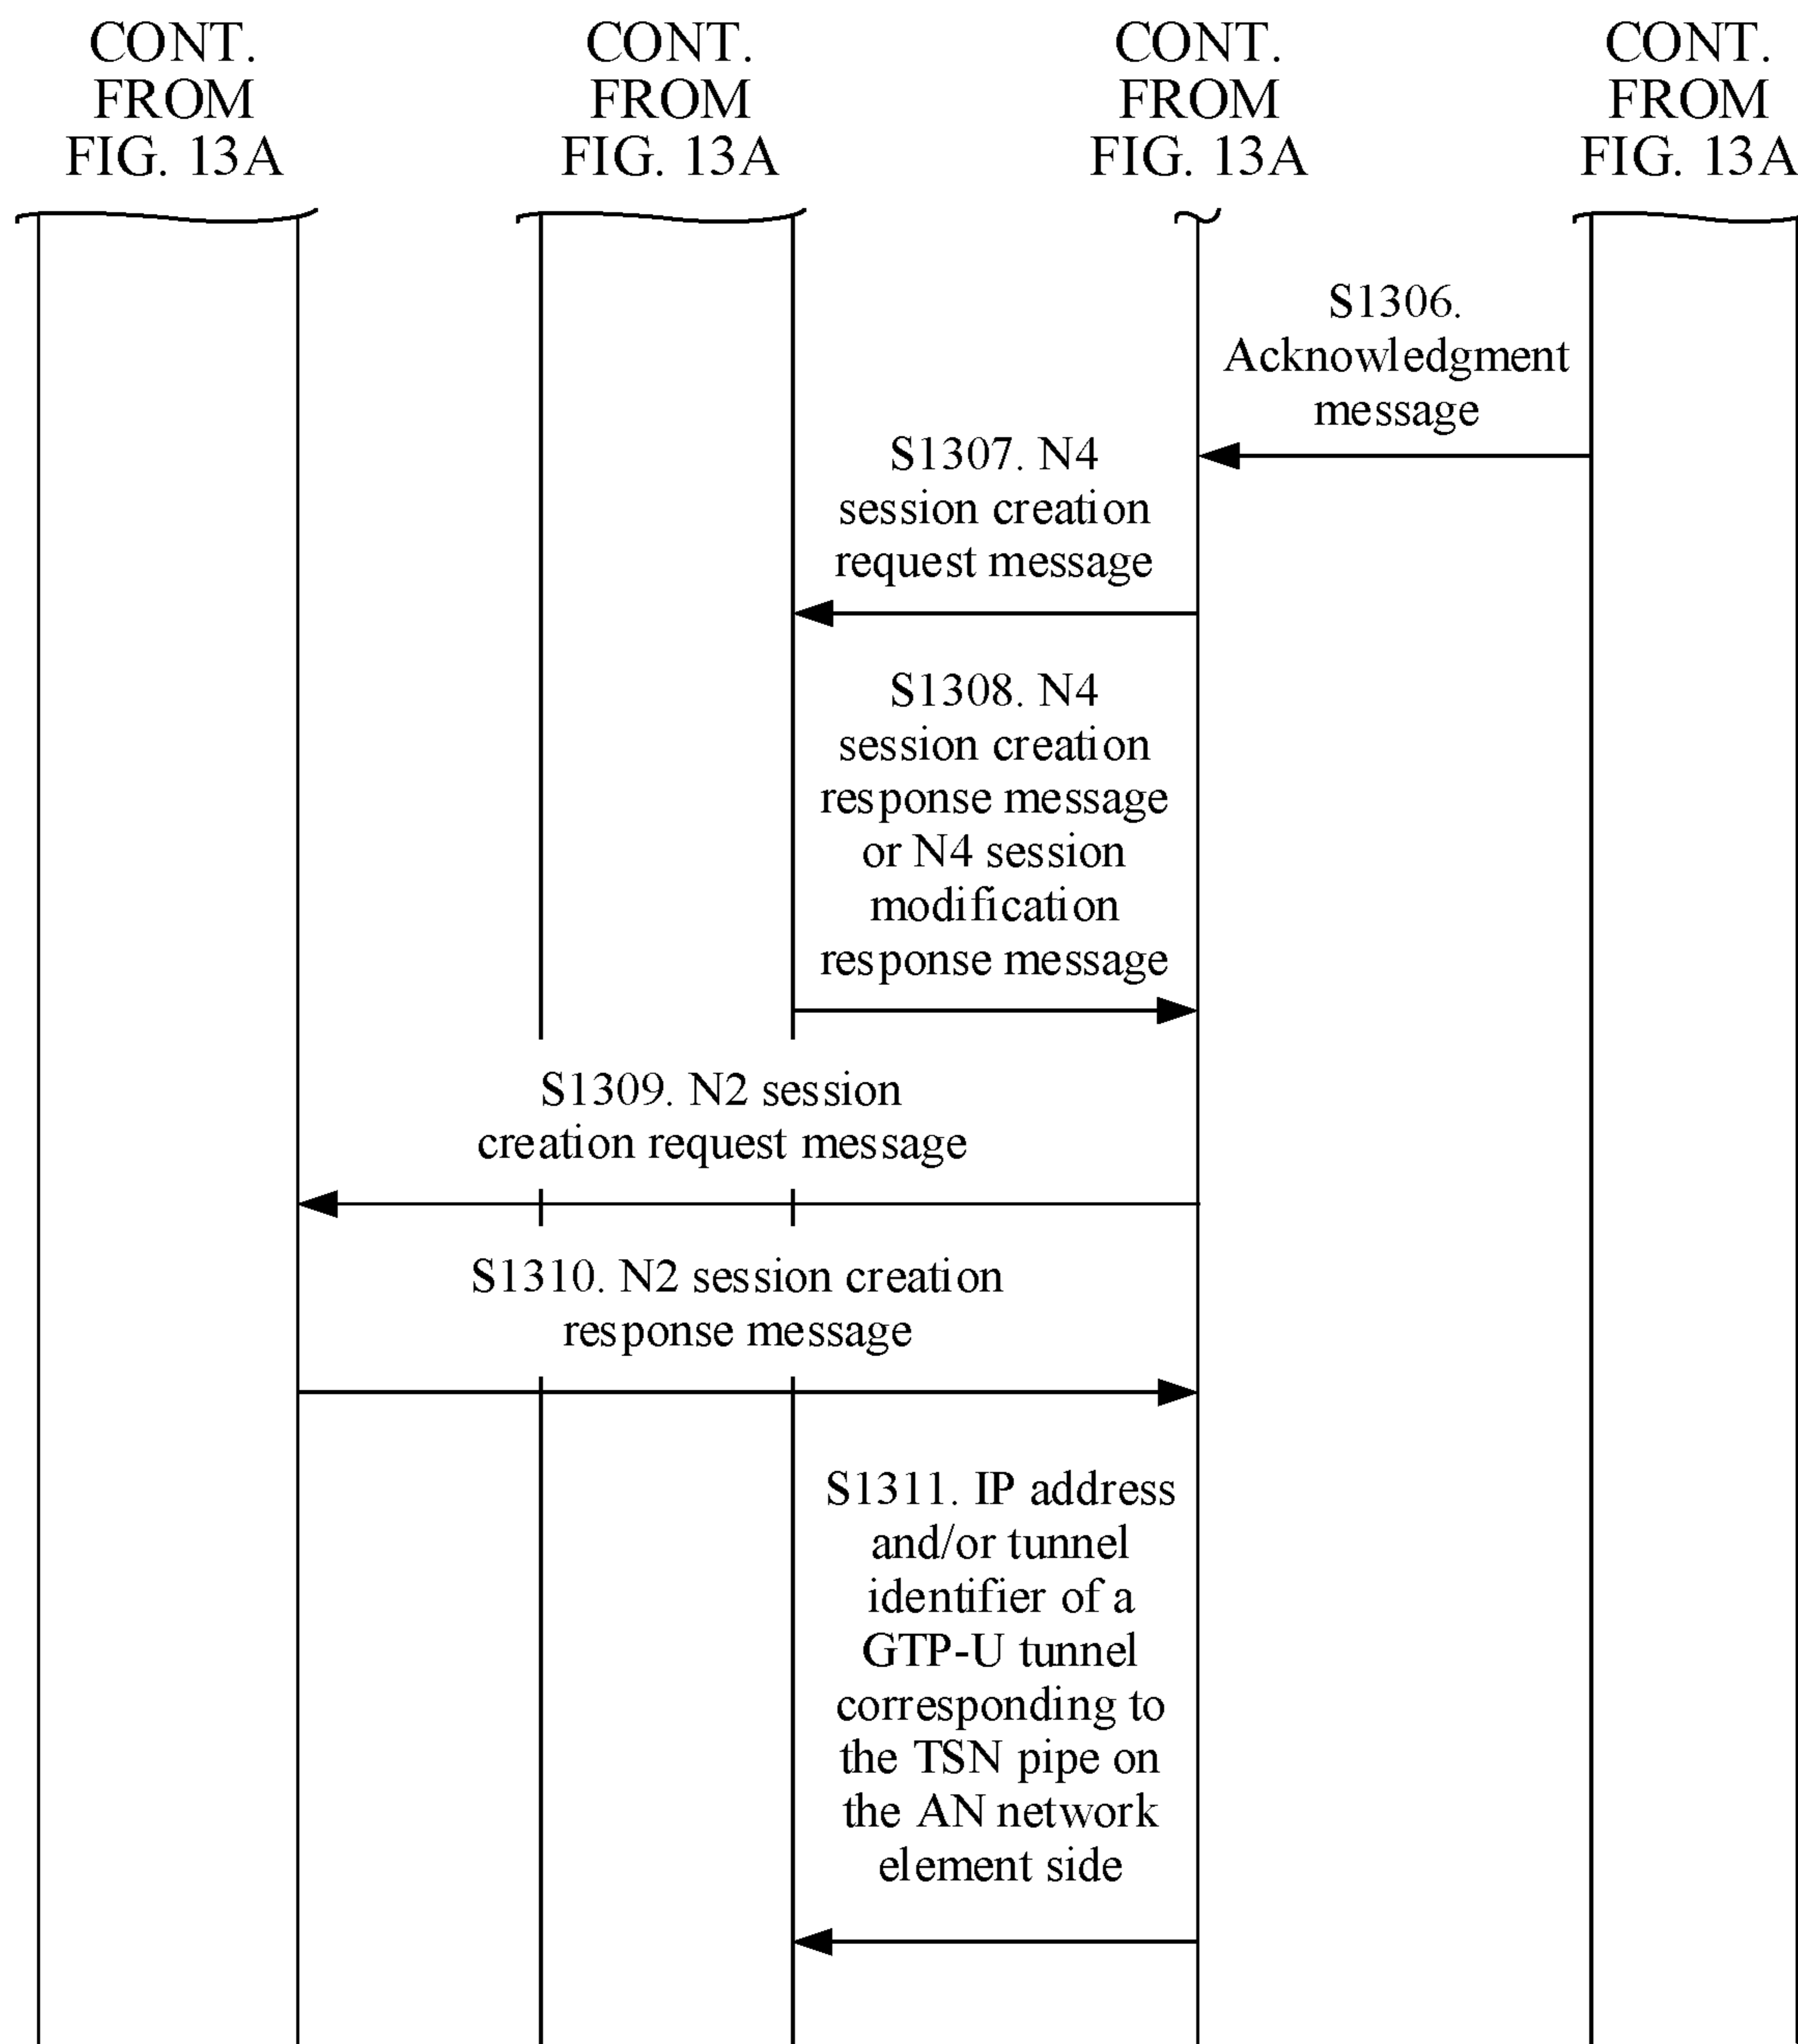 CONT.
FROM
FIG. 13A
CONT.
FROM
FIG. 13A
CONT.
FROM
FIG. 13A
CONT.
FROM
FIG. 13A
S1306.
Acknowledgment
message
S1307. N4
session creation
request message
S1308. N4
session creation
response message
or N4 session
modification
response message
S1309. N2 session
creation request message
S1310. N2 session creation
response message
S1311. IP address
and/or tunnel
identifier of a
GTP-U tunnel
corresponding to
the TSN pipe on
the AN network
element side